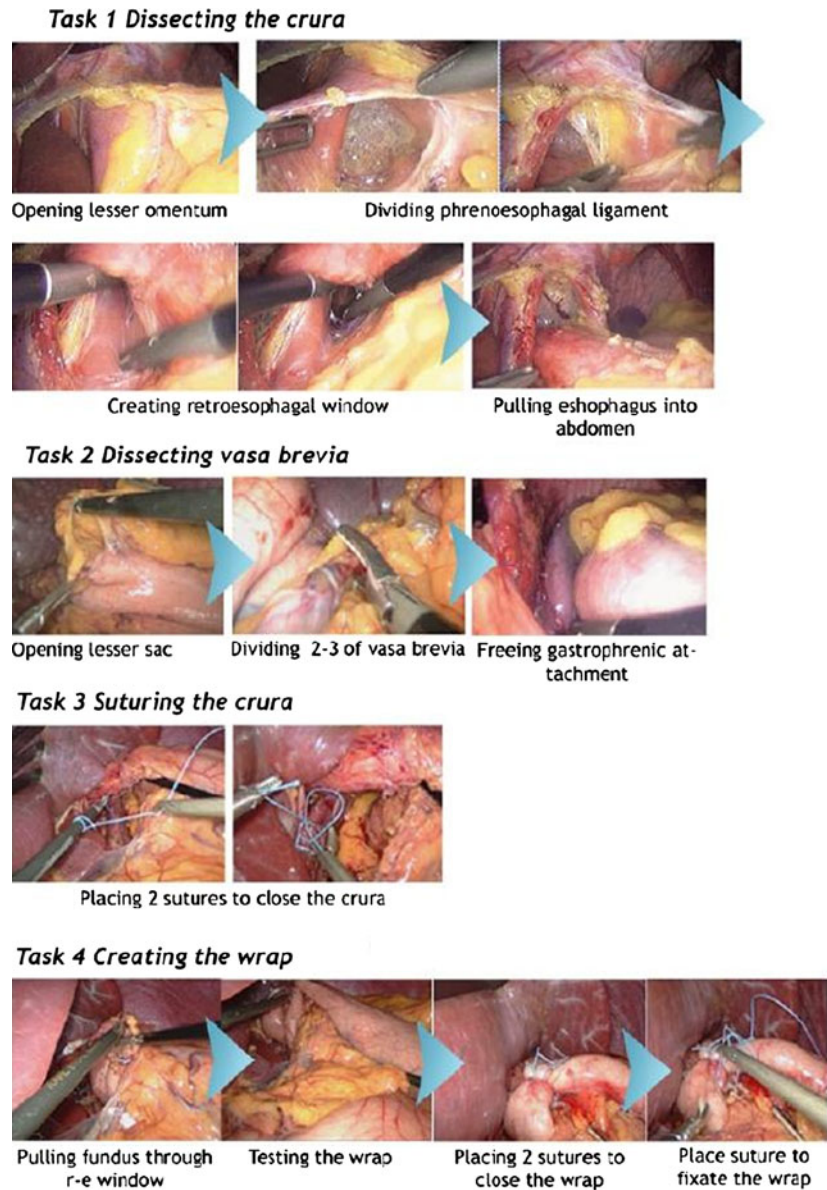 Task 1 Dissecting the crura
Opening lesser omentum
Dividing phrenoesophagal ligament
Creating retroesophagal window
Pulling eshophagus into
abdomen
Task 2 Dissecting vasa brevia
Opening lesser sac
Dividing 2-3 of vasa brevia
Freeing gastrophrenic at-
tachment
Task 3 Suturing the crura
Placing 2 sutures to close the crura
Task 4 Creating the wrap
Pulling fundus through
r-e window
Testing the wrap
Placing 2 sutures to
close the wrap
Place suture to
fixate the wrap